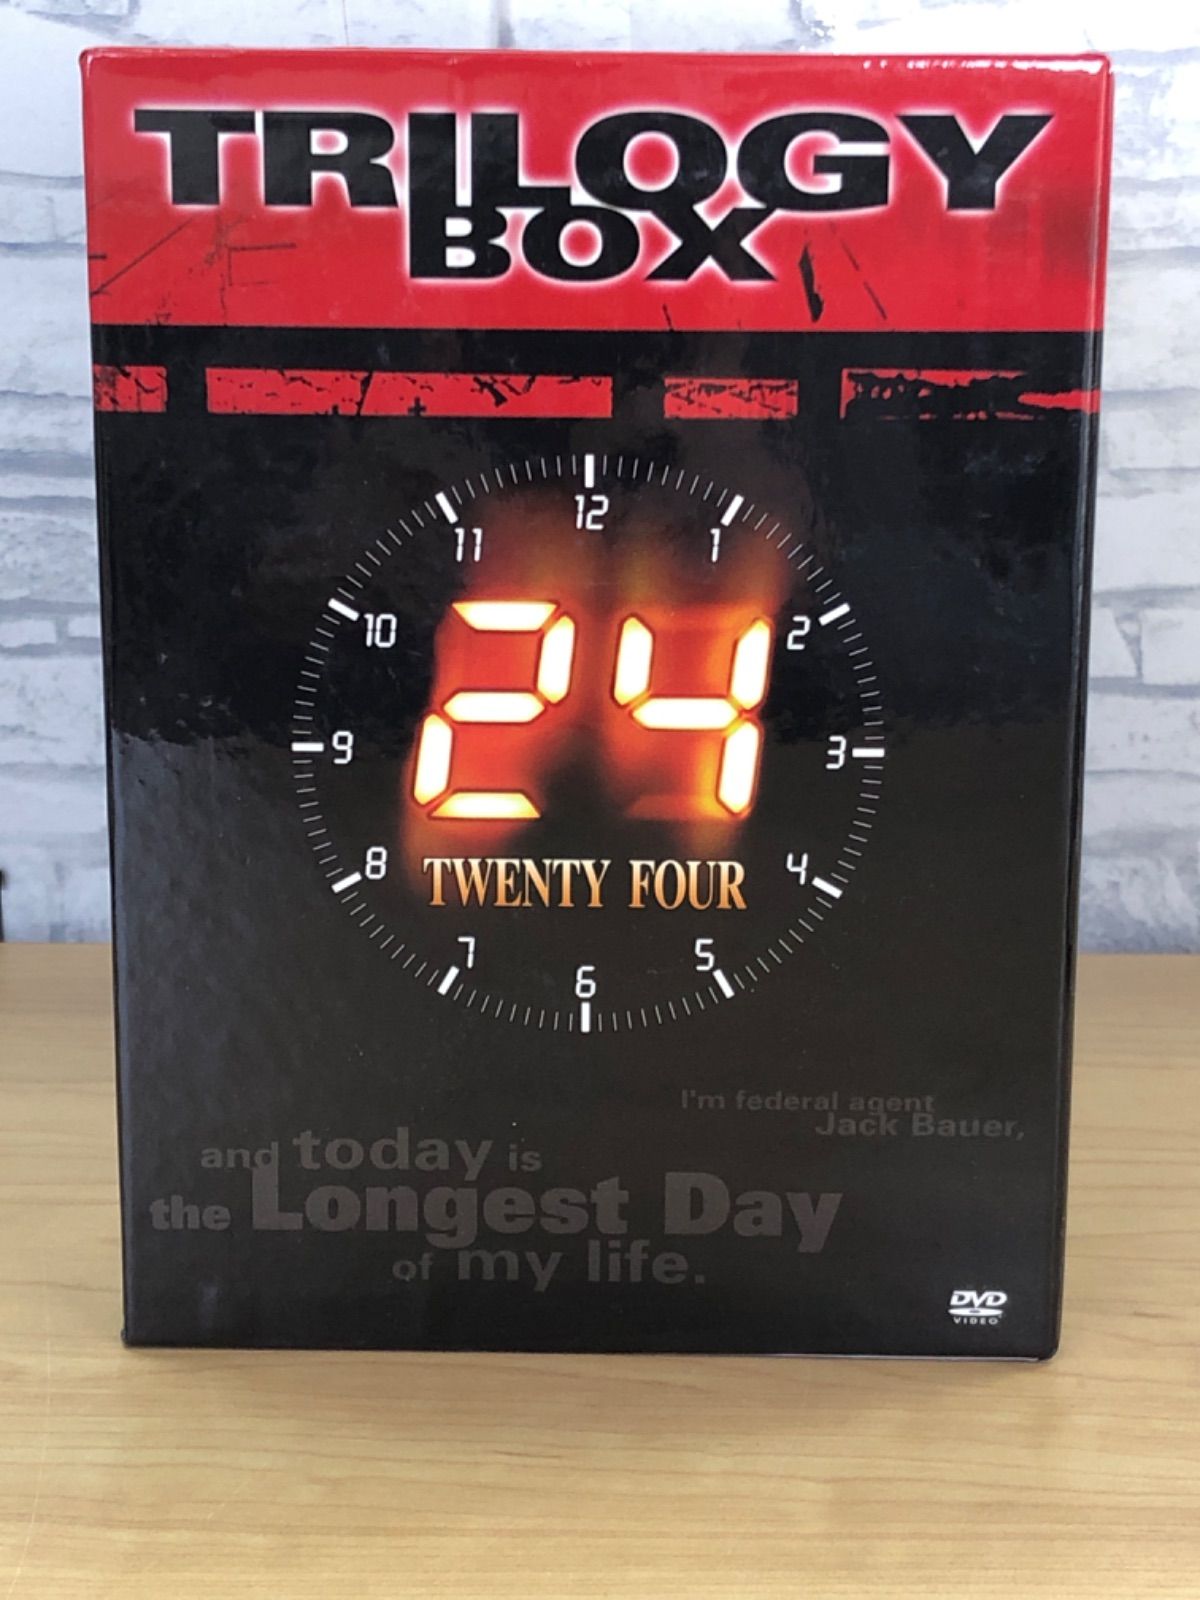 TRILOGY
BOX
12
11
1
10
2
24
9
3
8
4
TWENTY FOUR
7
5
6
I'm federal agent
Jack Bauer,
and today is
the Longest Day
of my life.
DVD
VIDEO